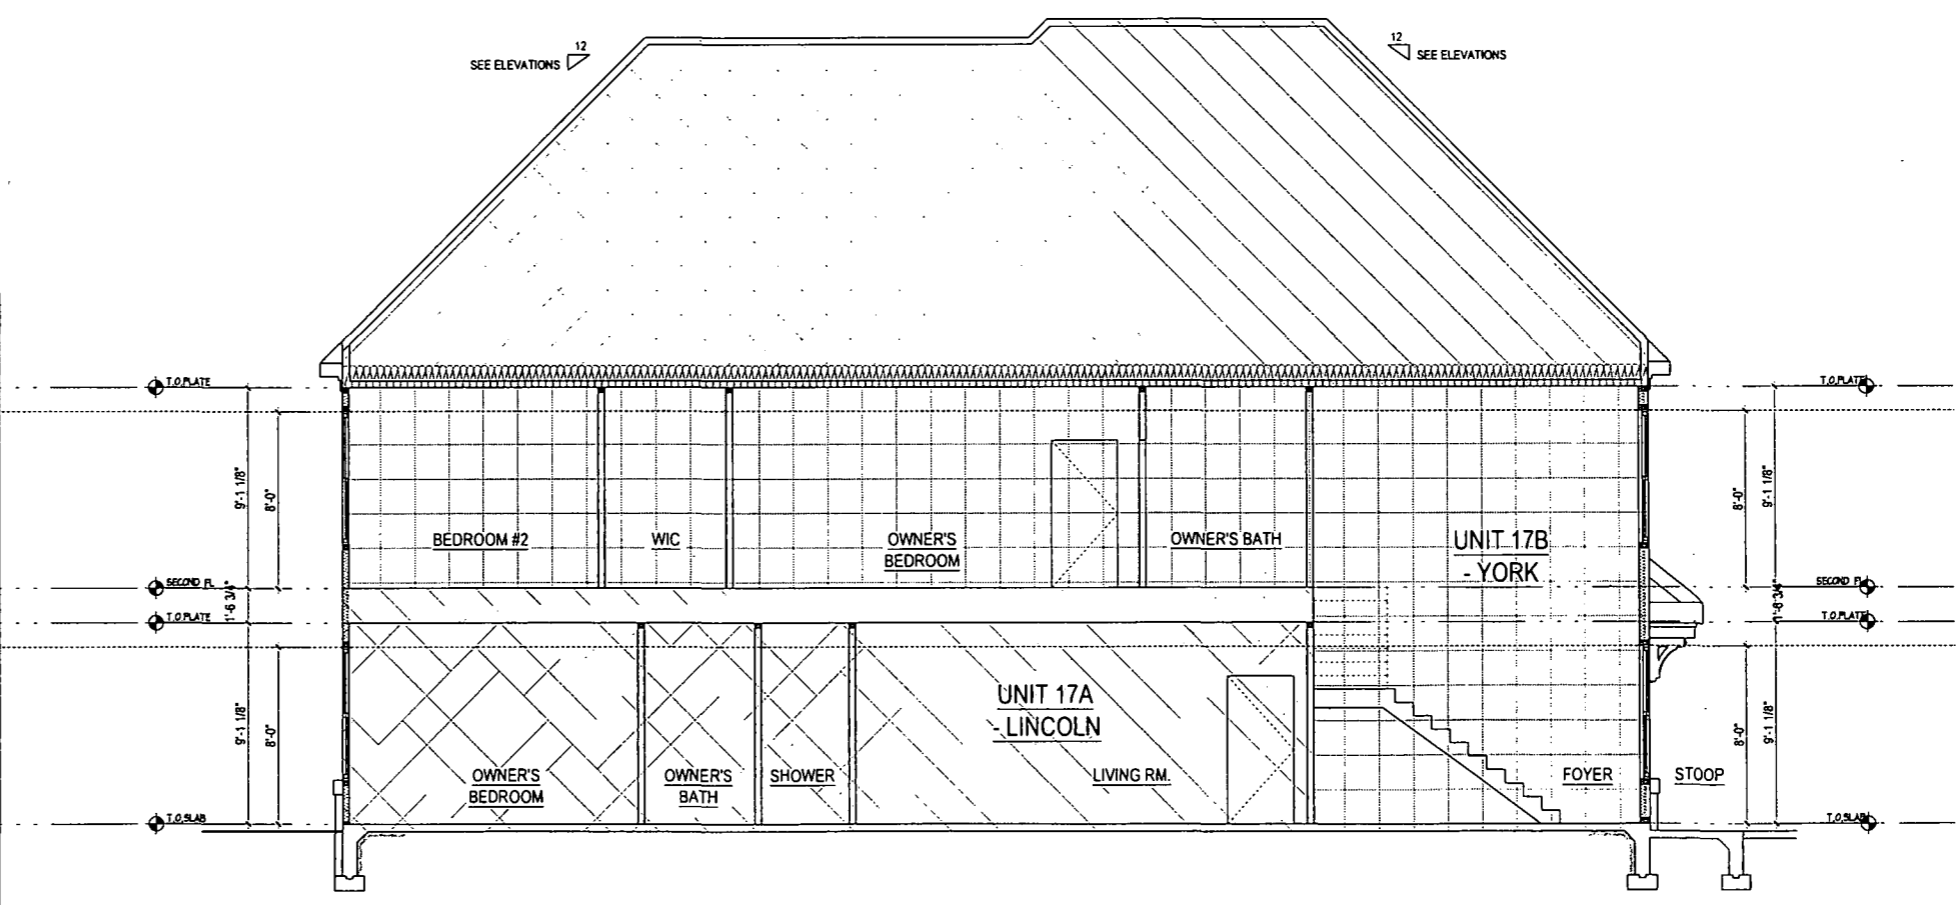 12
SEE ELEVATIONS
12
SEE ELEVATIONS
T.O.PLATE
T.O.PLATE
9'-1 1/8"
8'-0"
8'-0"
9'-1 1/8"
BEDROOM #2
WIC
OWNER'S
BEDROOM
OWNER'S BATH
UNIT 17B
- YORK
SECOND FL
SECOND FL
1'-6 3/4"
1'-6 3/4"
T.O.PLATE
T.O.PLATE
9'-1 1/8"
8'-0"
8'-0"
9'-1 1/8"
UNIT 17A
- LINCOLN
OWNER'S
BEDROOM
OWNER'S
BATH
SHOWER
LIVING RM.
FOYER
STOOP
T.O.SLAB
T.O.SLAB